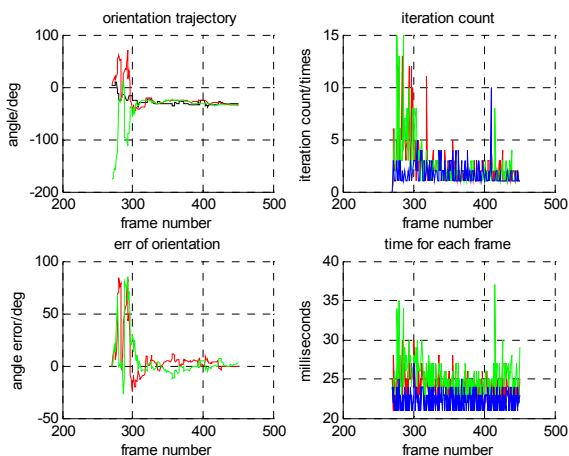 orientation trajectory
100
0
-100
-200
angle/deg
200 300 400 500
frame number
iteration count
15
10
5
0
iteration count/times
200 300 400 500
frame number
err of orientation
100
50
0
-50
angle error/deg
200 300 400 500
frame number
time for each frame
40
35
30
25
20
milliseconds
200 300 400 500
frame number